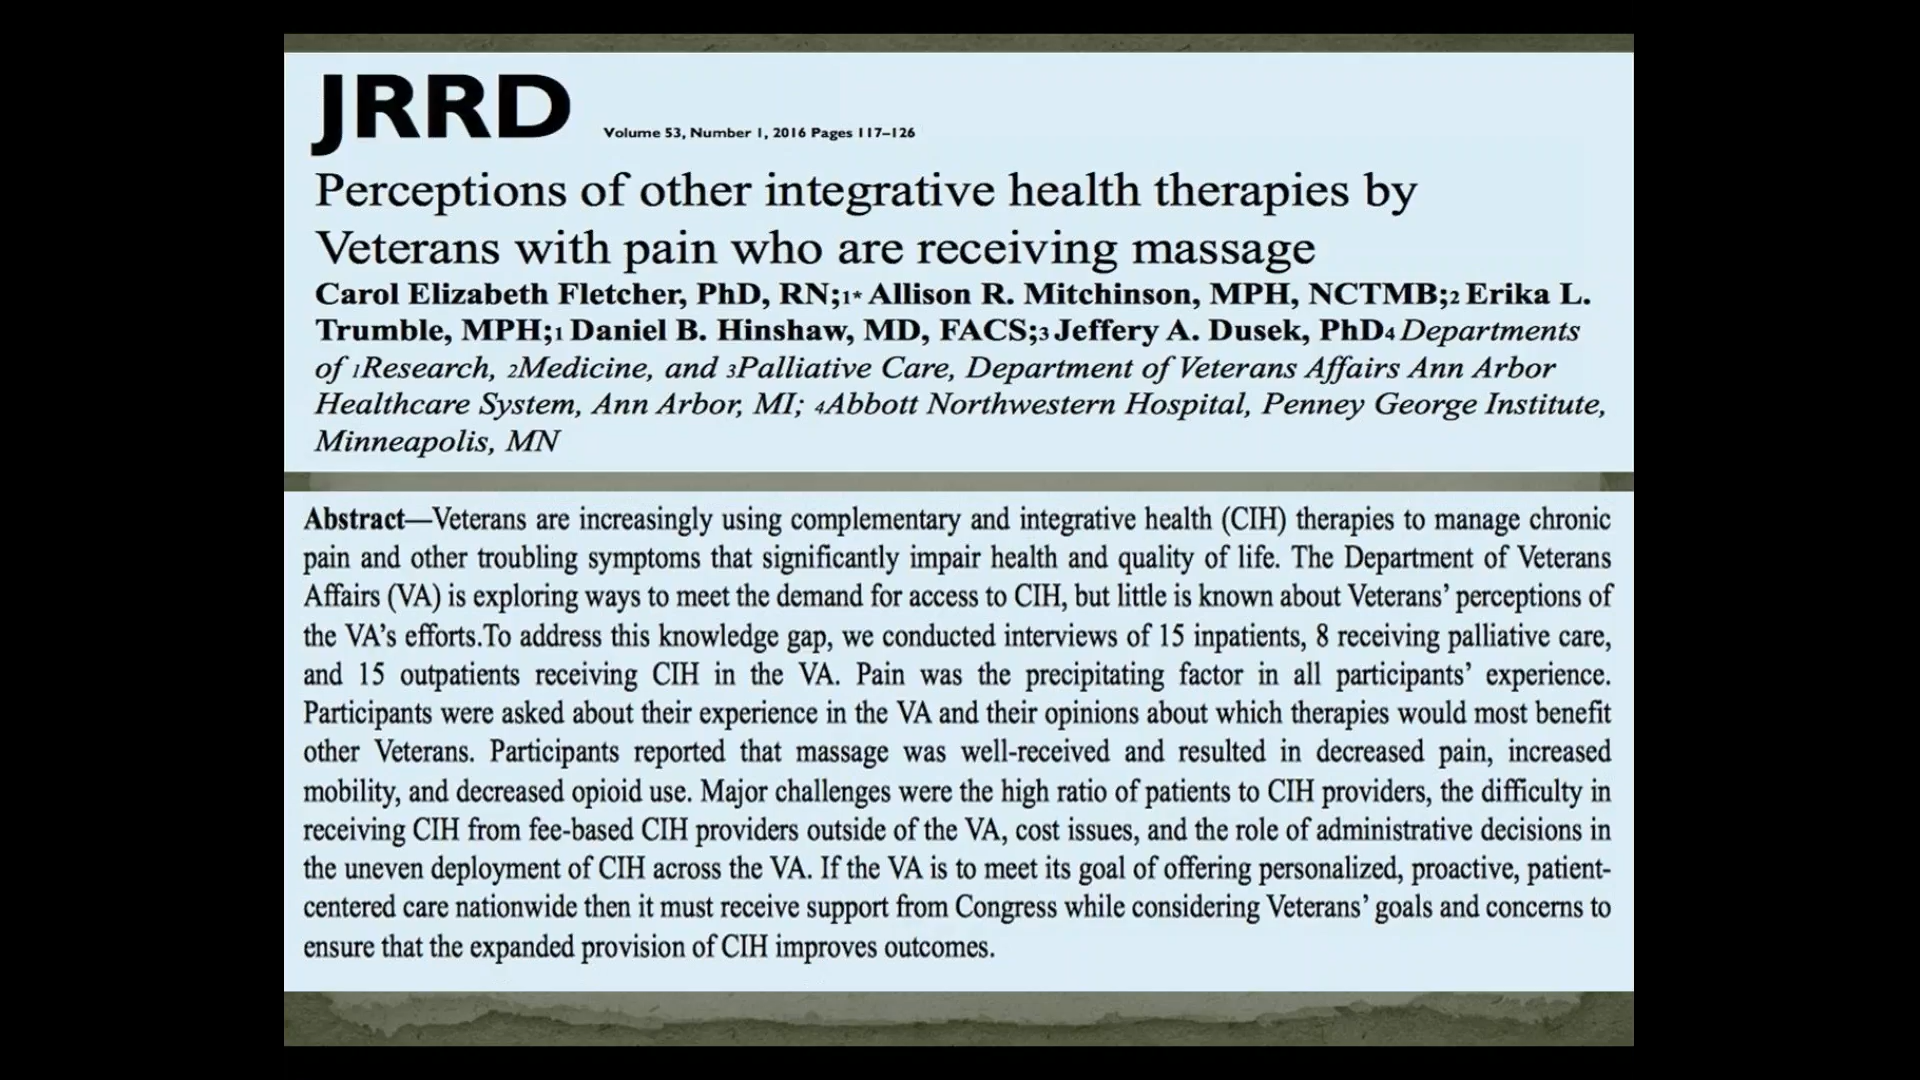 JRRD Volume 53, Number 1, 2016 Pages 117–126
Perceptions of other integrative health therapies by
Veterans with pain who are receiving massage
Carol Elizabeth Fletcher, PhD, RN;1* Allison R. Mitchinson, MPH, NCTMB;2 Erika L.
Trumble, MPH;1 Daniel B. Hinshaw, MD, FACS;3 Jeffery A. Dusek, PhD4 Departments
of 1Research, 2Medicine, and 3Palliative Care, Department of Veterans Affairs Ann Arbor
Healthcare System, Ann Arbor, MI; 4Abbott Northwestern Hospital, Penney George Institute,
Minneapolis, MN
Abstract—Veterans are increasingly using complementary and integrative health (CIH) therapies to manage chronic
pain and other troubling symptoms that significantly impair health and quality of life. The Department of Veterans
Affairs (VA) is exploring ways to meet the demand for access to CIH, but little is known about Veterans’ perceptions of
the VA’s efforts.To address this knowledge gap, we conducted interviews of 15 inpatients, 8 receiving palliative care,
and 15 outpatients receiving CIH in the VA. Pain was the precipitating factor in all participants’ experience.
Participants were asked about their experience in the VA and their opinions about which therapies would most benefit
other Veterans. Participants reported that massage was well-received and resulted in decreased pain, increased
mobility, and decreased opioid use. Major challenges were the high ratio of patients to CIH providers, the difficulty in
receiving CIH from fee-based CIH providers outside of the VA, cost issues, and the role of administrative decisions in
the uneven deployment of CIH across the VA. If the VA is to meet its goal of offering personalized, proactive, patient-
centered care nationwide then it must receive support from Congress while considering Veterans’ goals and concerns to
ensure that the expanded provision of CIH improves outcomes.